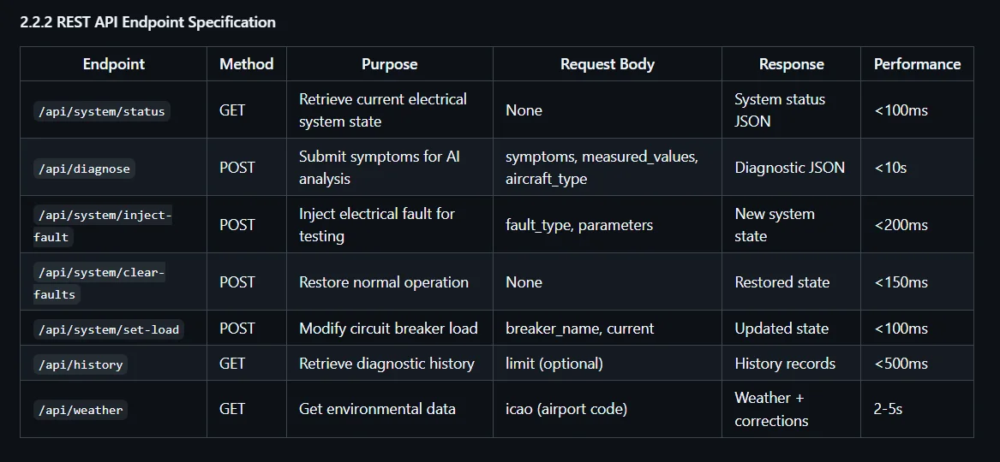 2.2.2 REST API Endpoint Specification
Endpoint Method Purpose Request Body Response Performance
/api/system/status GET Retrieve current electrical system state None System status JSON <100ms
/api/diagnose POST Submit symptoms for AI analysis symptoms, measured_values, aircraft_type Diagnostic JSON <10s
/api/system/inject-fault POST Inject electrical fault for testing fault_type, parameters New system state <200ms
/api/system/clear-faults POST Restore normal operation None Restored state <150ms
/api/system/set-load POST Modify circuit breaker load breaker_name, current Updated state <100ms
/api/history GET Retrieve diagnostic history limit (optional) History records <500ms
/api/weather GET Get environmental data icao (airport code) Weather + corrections 2-5s